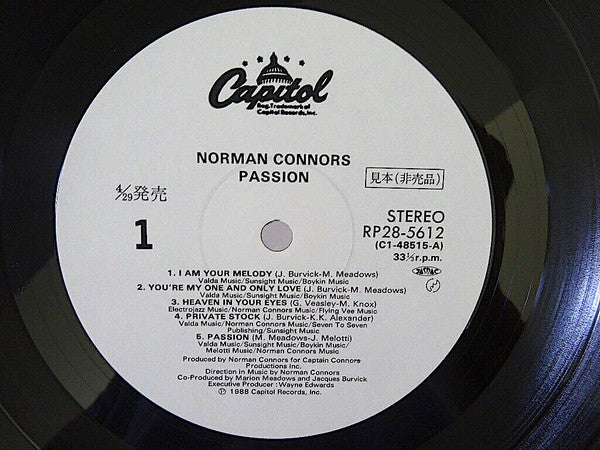 Capitol
Reg. Trademark of
Capitol Records, Inc.
NORMAN CONNORS
PASSION
見本(非売品)
4/29発売
1
STEREO
RP28-5612
(C1-48515-A)
33⅓r.p.m.
1. I AM YOUR MELODY (J. Burvick-M. Meadows)
Valda Music/Sunsight Music/Boykin Music
2. YOU'RE MY ONE AND ONLY LOVE (J. Burvick-M. Meadows)
Valda Music/Sunsight Music/Boykin Music
3. HEAVEN IN YOUR EYES (G. Veasley-M. Knox)
Electrojazz Music/Norman Connors Music/Flying Vee Music
4. PRIVATE STOCK (J. Burvick-K.K. Alexander)
Valda Music/Norman Connors Music/Seven To Seven
Publishing/Sunsight Music
5. PASSION (M. Meadows-J. Melotti)
Valda Music/Sunsight Music/Boykin Music/
Melotti Music/Norman Connors Music
Produced by Norman Connors for Captain Connors
Productions Inc.
Direction In Music by Norman Connors
Co-Produced by Marion Meadows and Jacques Burvick
Executive Producer : Wayne Edwards
Ⓟ 1988 Capitol Records, Inc.